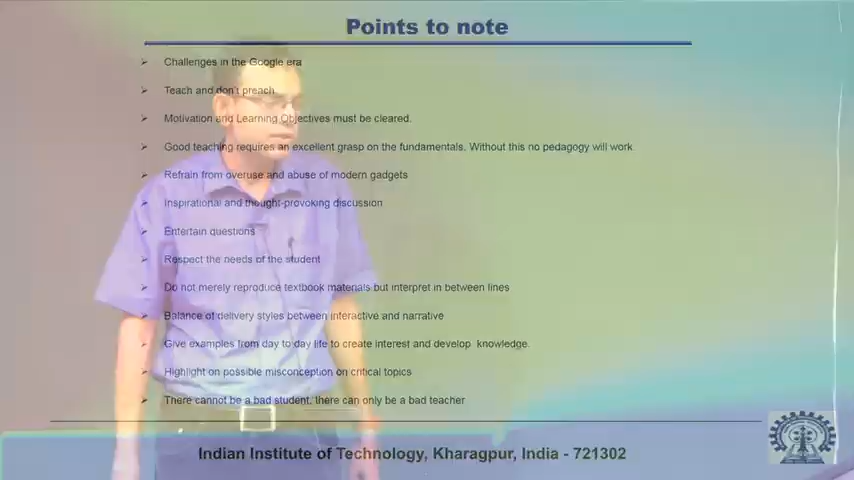 Points to note
Challenges in the Google era
Teach and don't preach
Motivation and Learning Objectives must be cleared.
Good teaching requires an excellent grasp on the fundamentals. Without this no pedagogy will work
Refrain from overuse and abuse of modern gadgets
Inspirational and thought-provoking discussion
Entertain questions
Respect the needs of the student
Do not merely reproduce textbook materials but interpret in between lines
Balance of delivery styles between interactive and narrative
Give examples from day to day life to create interest and develop knowledge.
Highlight on possible misconception on critical topics
There cannot be a bad student, there can only be a bad teacher
Indian Institute of Technology, Kharagpur, India - 721302